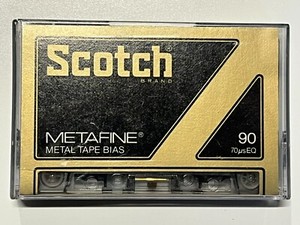 Scotch
BRAND
METAFINE® 90
METAL TAPE BIAS 70µsEQ